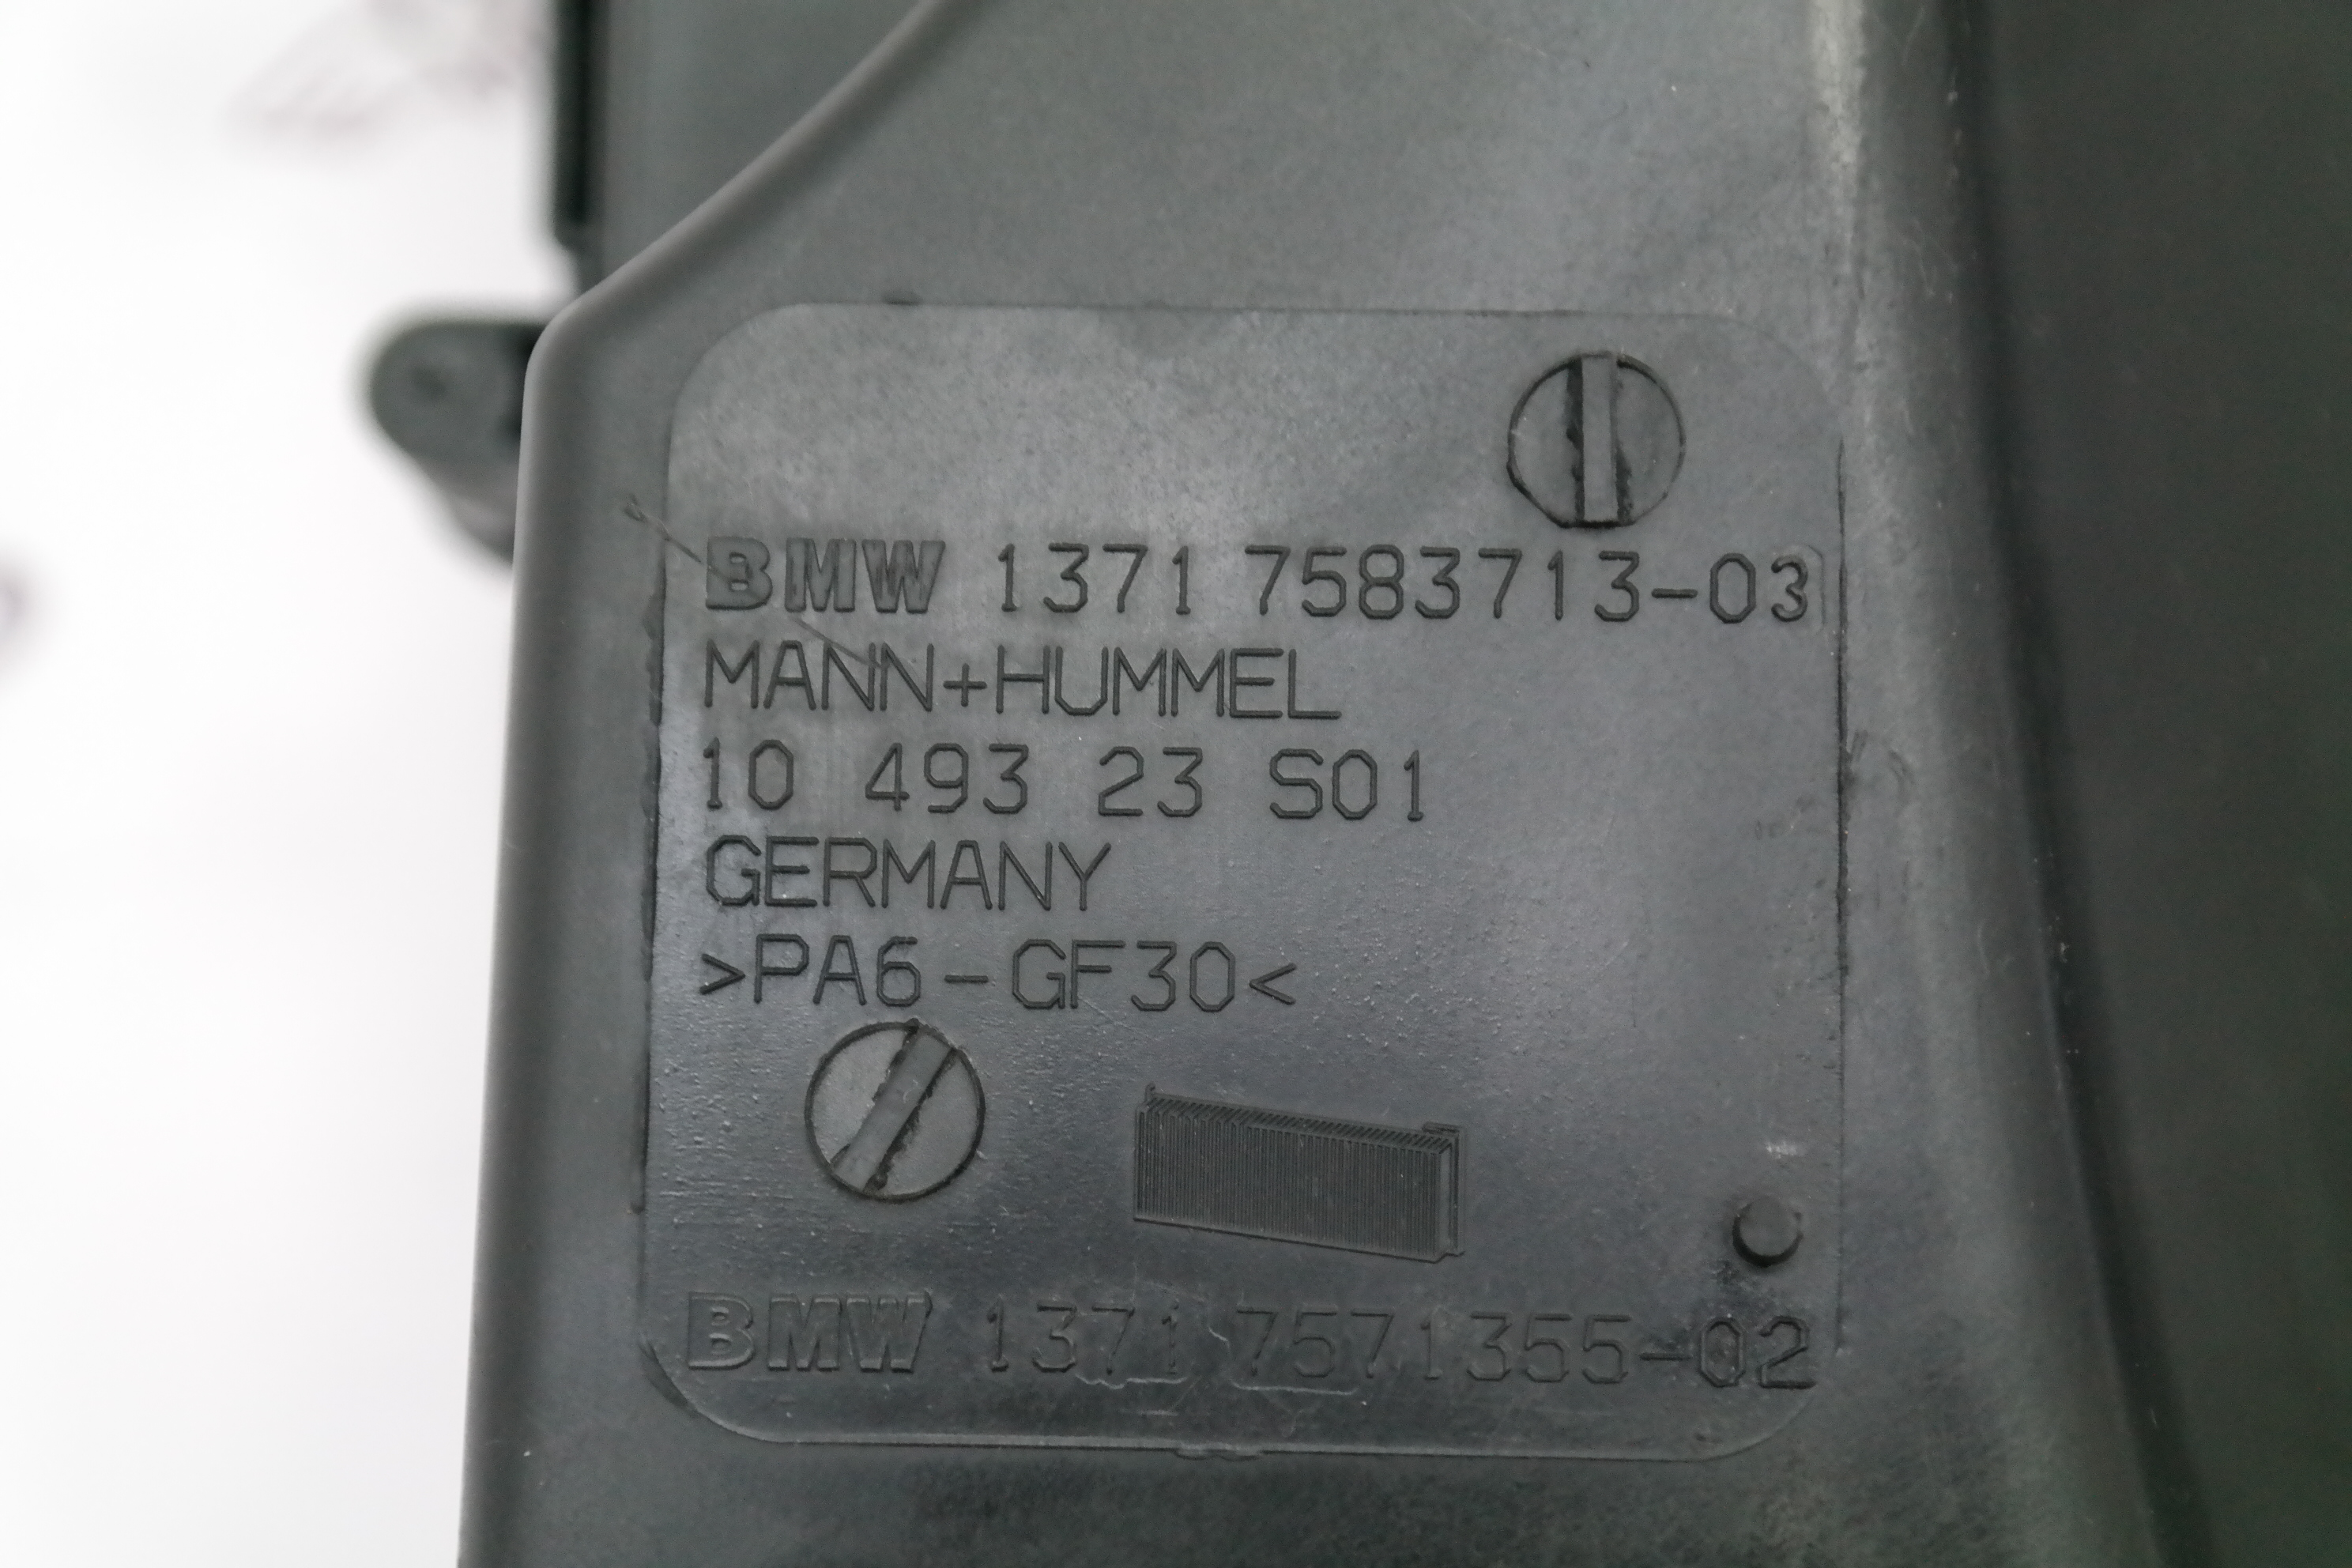 BMW 1371 7583713-03
MANN+HUMMEL
10 493 23 S01
GERMANY
>PA6-GF30<
BMW 1371 7571355-02